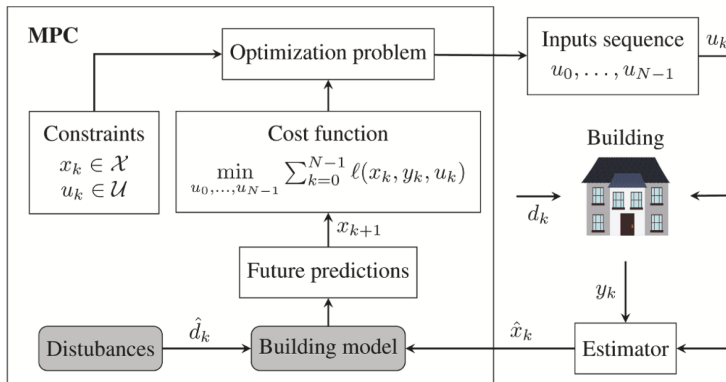 MPC
Optimization problem
Inputs sequence
u_0, . . . , u_{N−1}
u_k
Constraints
x_k ∈ 𝒳
u_k ∈ 𝒰
Cost function
min_{u_0,...,u_{N−1}} ∑_{k=0}^{N−1} ℓ(x_k, y_k, u_k)
Building
d_k
x_{k+1}
Future predictions
y_k
Distubances
d̂_k
Building model
x̂_k
Estimator